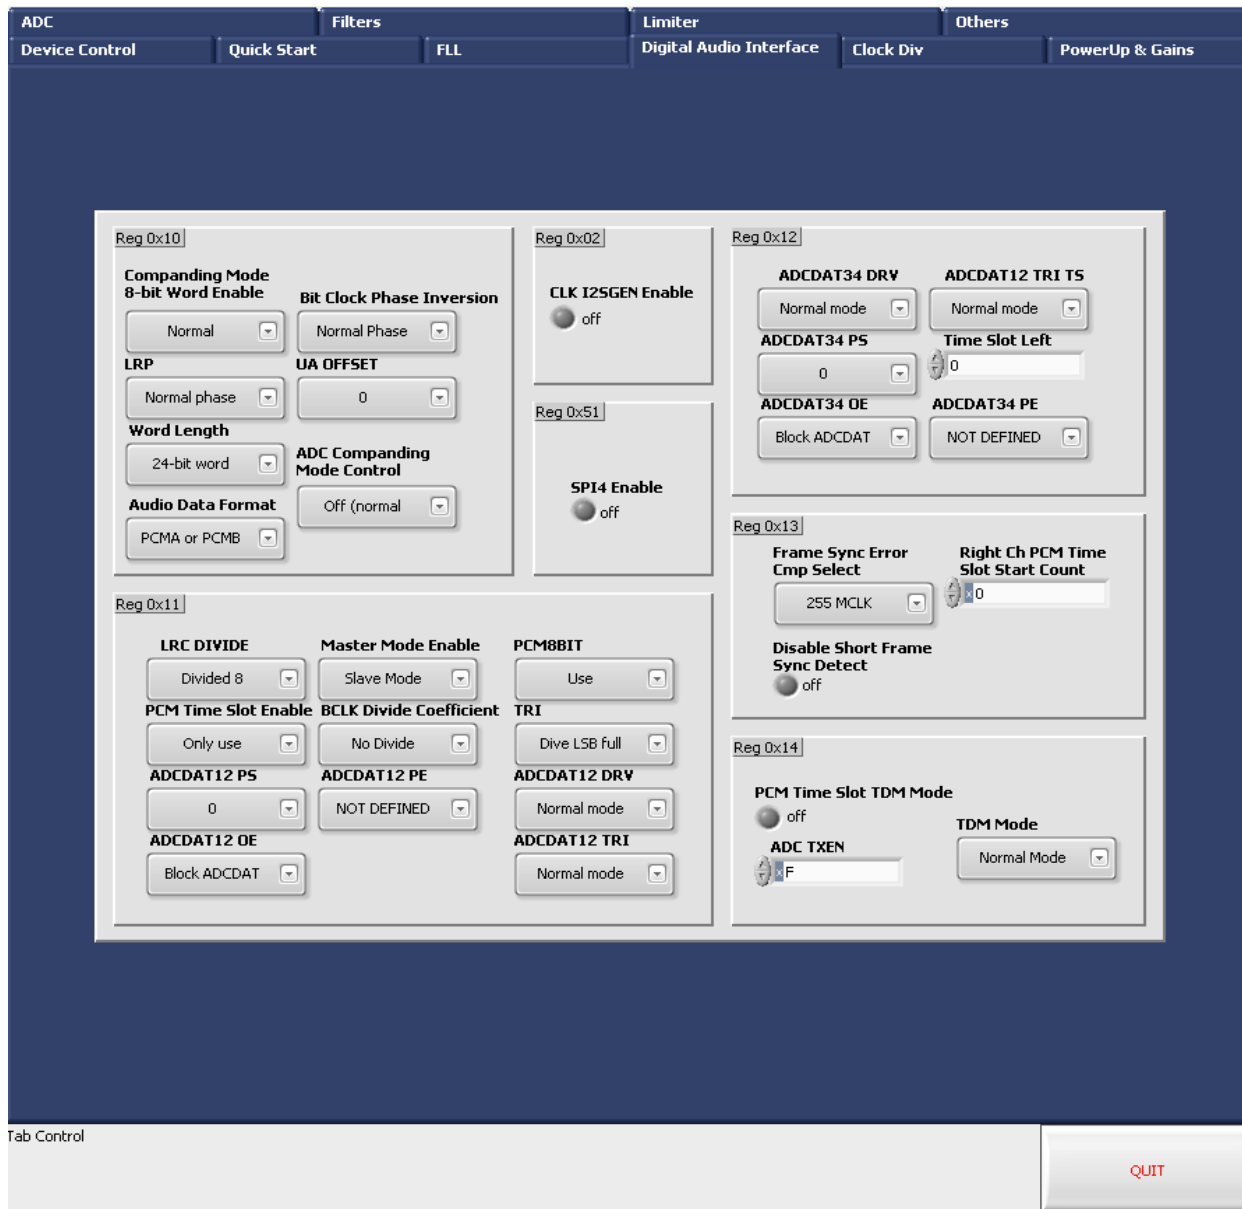 ADC Filters Limiter Others
Device Control Quick Start FLL Digital Audio Interface Clock Div PowerUp & Gains
Reg 0x10
Companding Mode
8-bit Word Enable
Normal
Bit Clock Phase Inversion
Normal Phase
LRP
Normal phase
UA OFFSET
0
Word Length
24-bit word
ADC Companding
Mode Control
Off (normal
Audio Data Format
PCMA or PCMB
Reg 0x02
CLK I2SGEN Enable
off
Reg 0x51
SPI4 Enable
off
Reg 0x12
ADCDAT34 DRV
Normal mode
ADCDAT12 TRI TS
Normal mode
ADCDAT34 PS
0
Time Slot Left
0
ADCDAT34 OE
Block ADCDAT
ADCDAT34 PE
NOT DEFINED
Reg 0x11
LRC DIVIDE
Divided 8
Master Mode Enable
Slave Mode
PCM8BIT
Use
PCM Time Slot Enable
Only use
BCLK Divide Coefficient
No Divide
TRI
Dive LSB full
ADCDAT12 PS
0
ADCDAT12 PE
NOT DEFINED
ADCDAT12 DRV
Normal mode
ADCDAT12 OE
Block ADCDAT
ADCDAT12 TRI
Normal mode
Reg 0x13
Frame Sync Error
Cmp Select
255 MCLK
Right Ch PCM Time
Slot Start Count
x0
Disable Short Frame
Sync Detect
off
Reg 0x14
PCM Time Slot TDM Mode
off
ADC TXEN
xF
TDM Mode
Normal Mode
Tab Control
QUIT